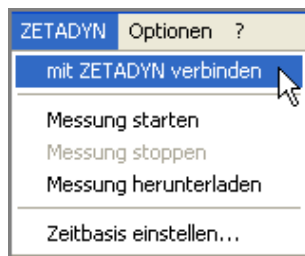 ZETADYN Optionen ?
mit ZETADYN verbinden
Messung starten
Messung stoppen
Messung herunterladen
Zeitbasis einstellen...